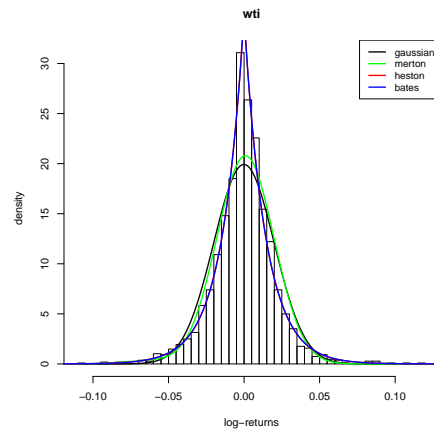 wti
gaussian
merton
heston
bates
density
30
25
20
15
10
5
0
−0.10
−0.05
0.00
0.05
0.10
log−returns